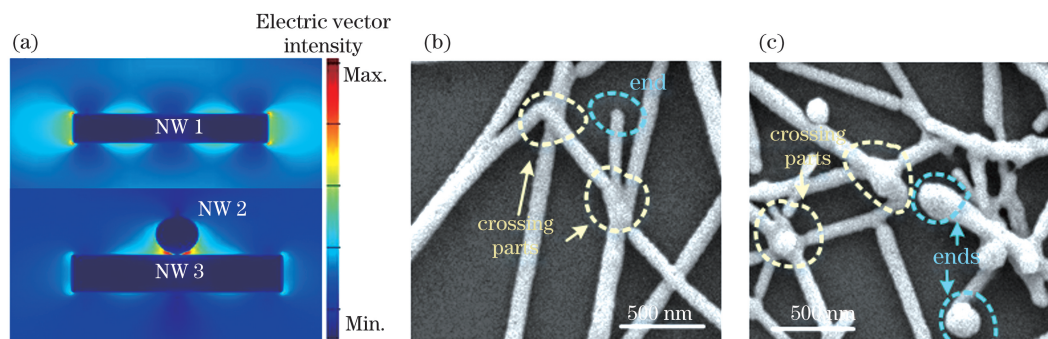 (a)
Electric vector
intensity
Max.
NW 1
NW 2
NW 3
Min.
(b)
end
crossing
parts
500 nm
(c)
crossing
parts
ends
500 nm